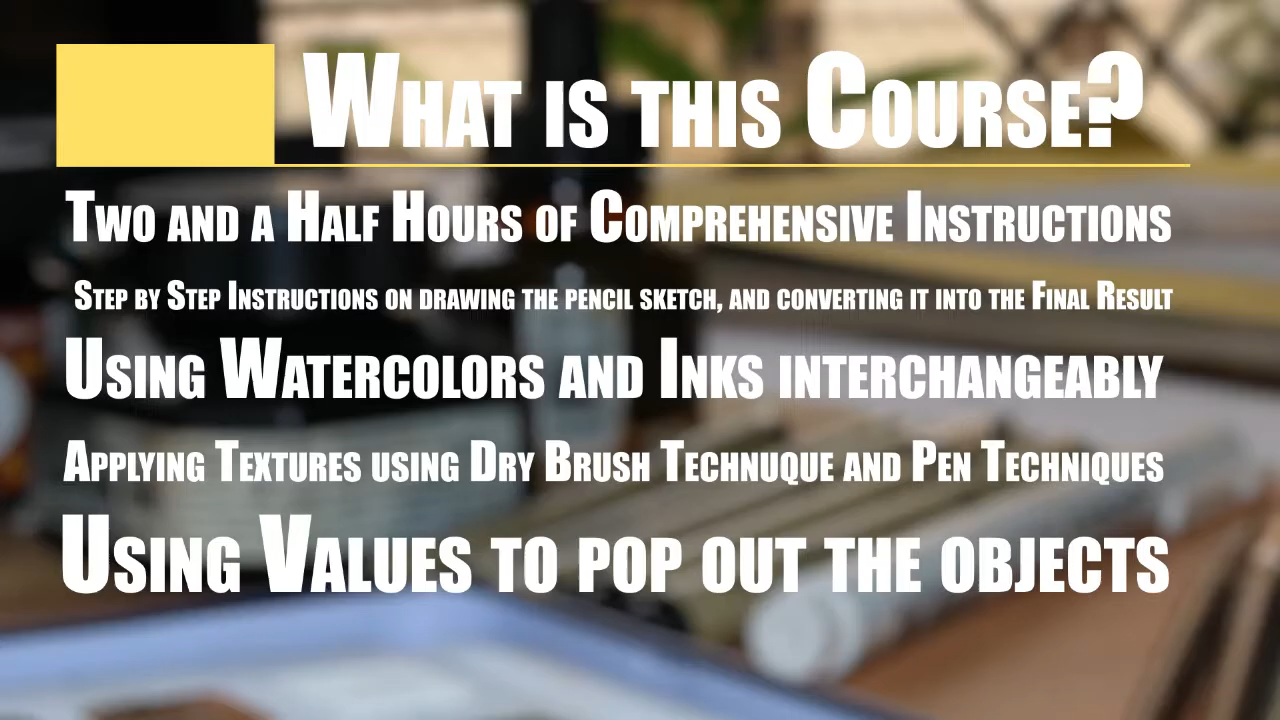 What is this Course?
Two and a Half Hours of Comprehensive Instructions
Step by Step Instructions on drawing the pencil sketch, and converting it into the Final Result
Using Watercolors and Inks interchangeably
Applying Textures using Dry Brush Technuque and Pen Techniques
Using Values to pop out the objects